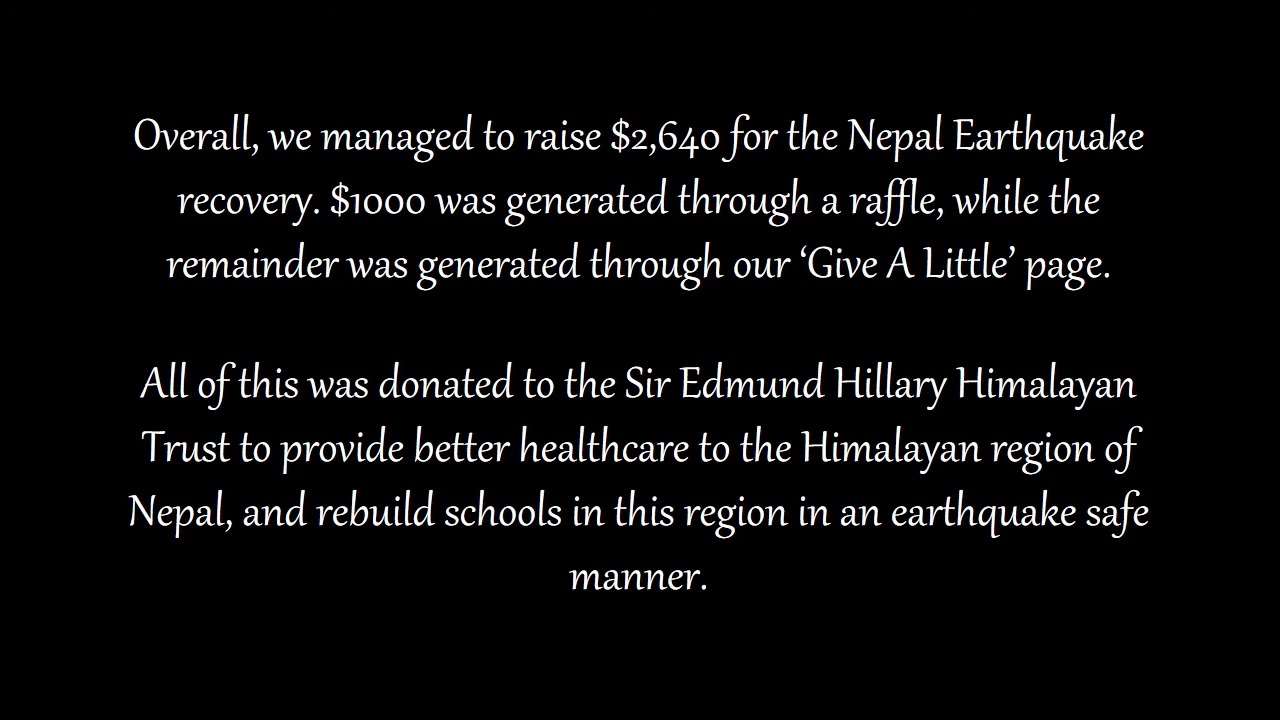 Overall, we managed to raise $2,640 for the Nepal Earthquake
recovery. $1000 was generated through a raffle, while the
remainder was generated through our ‘Give A Little’ page.
All of this was donated to the Sir Edmund Hillary Himalayan
Trust to provide better healthcare to the Himalayan region of
Nepal, and rebuild schools in this region in an earthquake safe
manner.